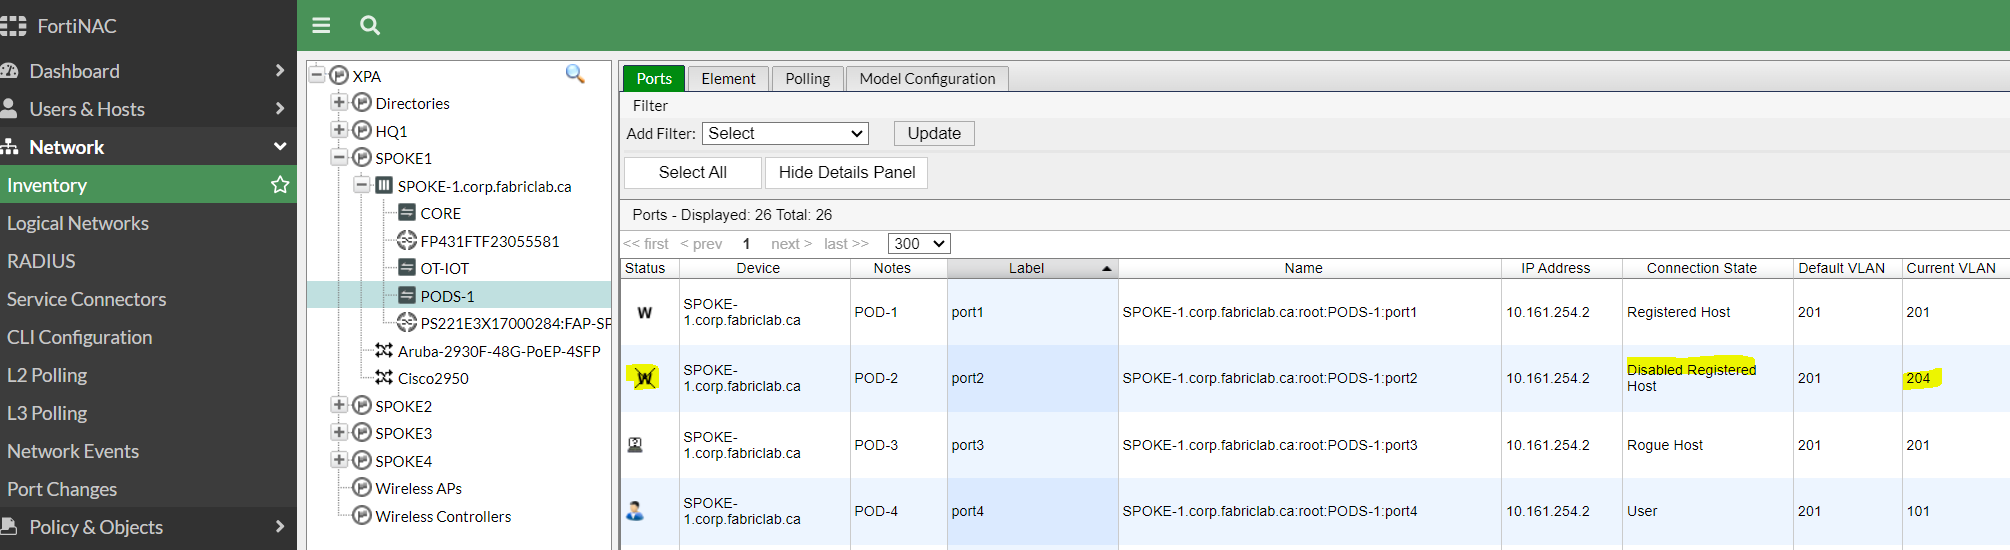 FortiNAC
Dashboard
Users & Hosts
Network
Inventory
Logical Networks
RADIUS
Service Connectors
CLI Configuration
L2 Polling
L3 Polling
Network Events
Port Changes
Policy & Objects
XPA
Directories
HQ1
SPOKE1
SPOKE-1.corp.fabriclab.ca
CORE
FP431FTF23055581
OT-IOT
PODS-1
PS221E3X17000284:FAP-SP
Aruba-2930F-48G-PoEP-4SFP
Cisco2950
SPOKE2
SPOKE3
SPOKE4
Wireless APs
Wireless Controllers
Ports Element Polling Model Configuration
Filter
Add Filter: Select Update
Select All Hide Details Panel
Ports - Displayed: 26 Total: 26
<< first < prev 1 next > last >> 300
Status Device Notes Label Name IP Address Connection State Default VLAN Current VLAN
W SPOKE-
1.corp.fabriclab.ca POD-1 port1 SPOKE-1.corp.fabriclab.ca:root:PODS-1:port1 10.161.254.2 Registered Host 201 201
W SPOKE-
1.corp.fabriclab.ca POD-2 port2 SPOKE-1.corp.fabriclab.ca:root:PODS-1:port2 10.161.254.2 Disabled Registered
Host 201 204
SPOKE-
1.corp.fabriclab.ca POD-3 port3 SPOKE-1.corp.fabriclab.ca:root:PODS-1:port3 10.161.254.2 Rogue Host 201 201
SPOKE-
1.corp.fabriclab.ca POD-4 port4 SPOKE-1.corp.fabriclab.ca:root:PODS-1:port4 10.161.254.2 User 201 101